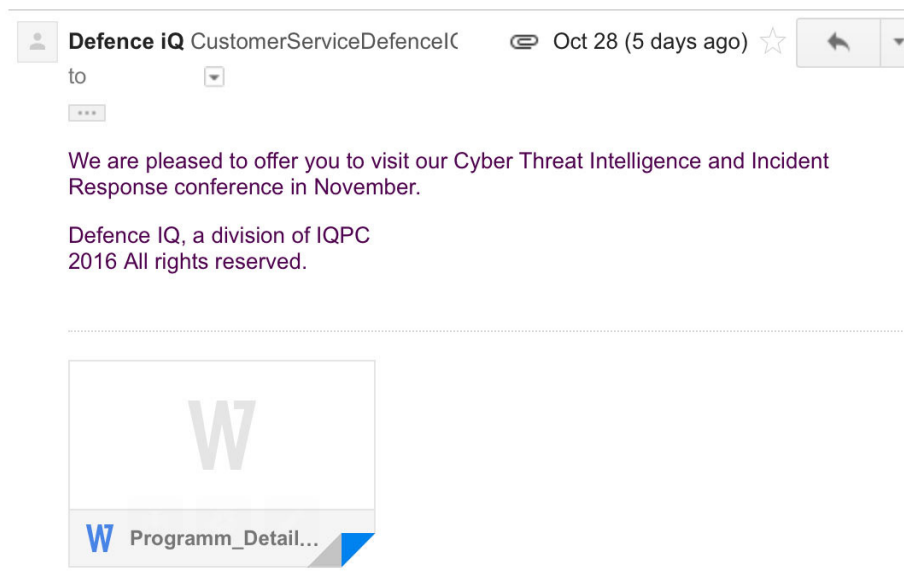 Defence iQ CustomerServiceDefenceI Oct 28 (5 days ago)
to
We are pleased to offer you to visit our Cyber Threat Intelligence and Incident
Response conference in November.
Defence IQ, a division of IQPC
2016 All rights reserved.
W
W Programm_Detail...